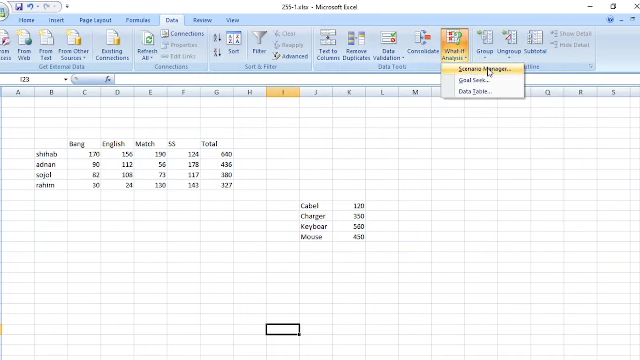 255-1.xlsx - Microsoft Excel
Home Insert Page Layout Formulas Data Review View
From Web From Text From Other Sources Existing Connections Refresh All Connections Properties Sort Filter Clear Reapply Advanced
Text to Columns Remove Duplicates Data Validation Consolidate What-If Analysis Group Ungroup Subtotal Show Detail Hide Detail
Get External Data Connections Sort & Filter Data Tools Outline
Scenario Manager...
Goal Seek...
Data Table...
I23 fx
A B C D E F G H I J K L M N O P Q R
Bang English Match SS Total
shihab 170 156 190 124 640
adnan 90 112 56 178 436
sojol 82 108 73 117 380
rahim 30 24 130 143 327
Cabel 120
Charger 350
Keyboar 560
Mouse 450